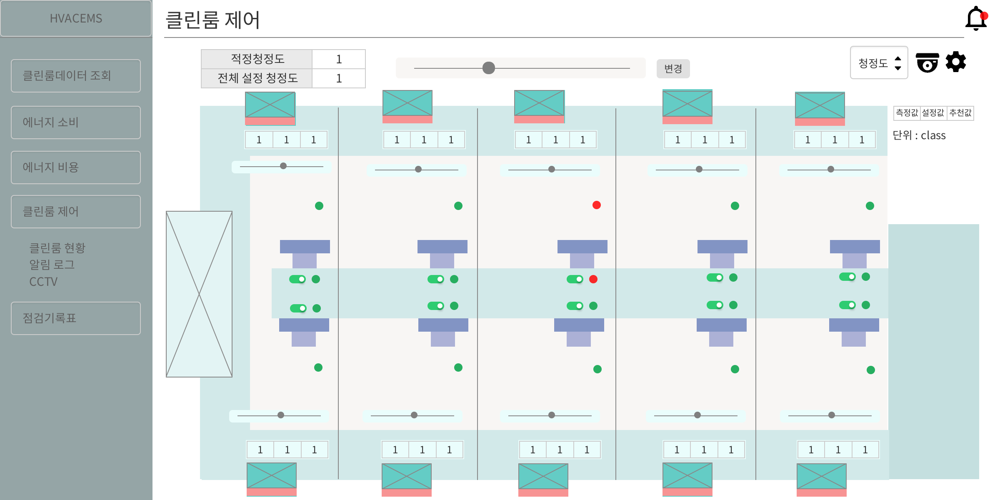 HVACEMS
클린룸데이터 조회
에너지 소비
에너지 비용
클린룸 제어
클린룸 현황
알림 로그
CCTV
점검기록표
클린룸 제어
적정청정도 1
전체 설정 청정도 1
변경
청정도
측정값 설정값 추천값
단위 : class
1 1 1 1 1 1 1 1 1 1 1 1 1 1 1
1 1 1 1 1 1 1 1 1 1 1 1 1 1 1